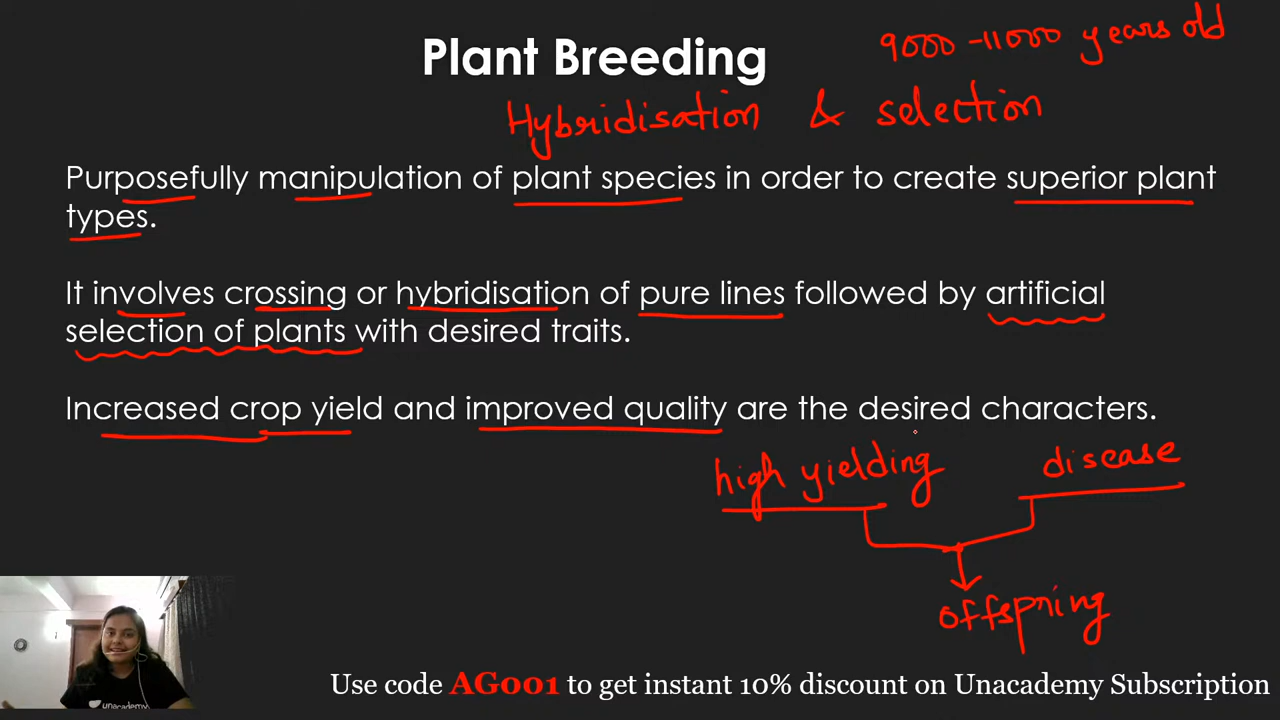 9000-11000 years old
Plant Breeding
Hybridisation & selection
Purposefully manipulation of plant species in order to create superior plant
types.
It involves crossing or hybridisation of pure lines followed by artificial
selection of plants with desired traits.
Increased crop yield and improved quality are the desired characters.
high yielding
disease
offspring
unacademy
Use code AG001 to get instant 10% discount on Unacademy Subscription